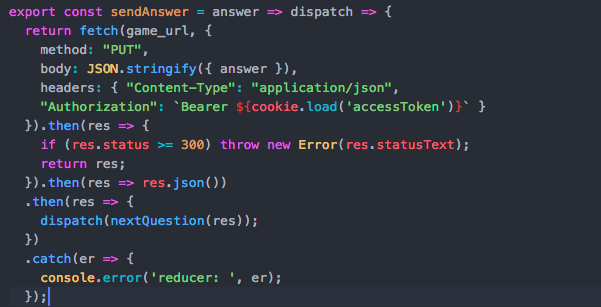 export const sendAnswer = answer => dispatch => {
  return fetch(game_url, {
    method: "PUT",
    body: JSON.stringify({ answer }),
    headers: { "Content-Type": "application/json",
    "Authorization": `Bearer ${cookie.load('accessToken')}` }
  }).then(res => {
    if (res.status >= 300) throw new Error(res.statusText);
    return res;
  }).then(res => res.json())
  .then(res => {
    dispatch(nextQuestion(res));
  })
  .catch(er => {
    console.error('reducer: ', er);
  });